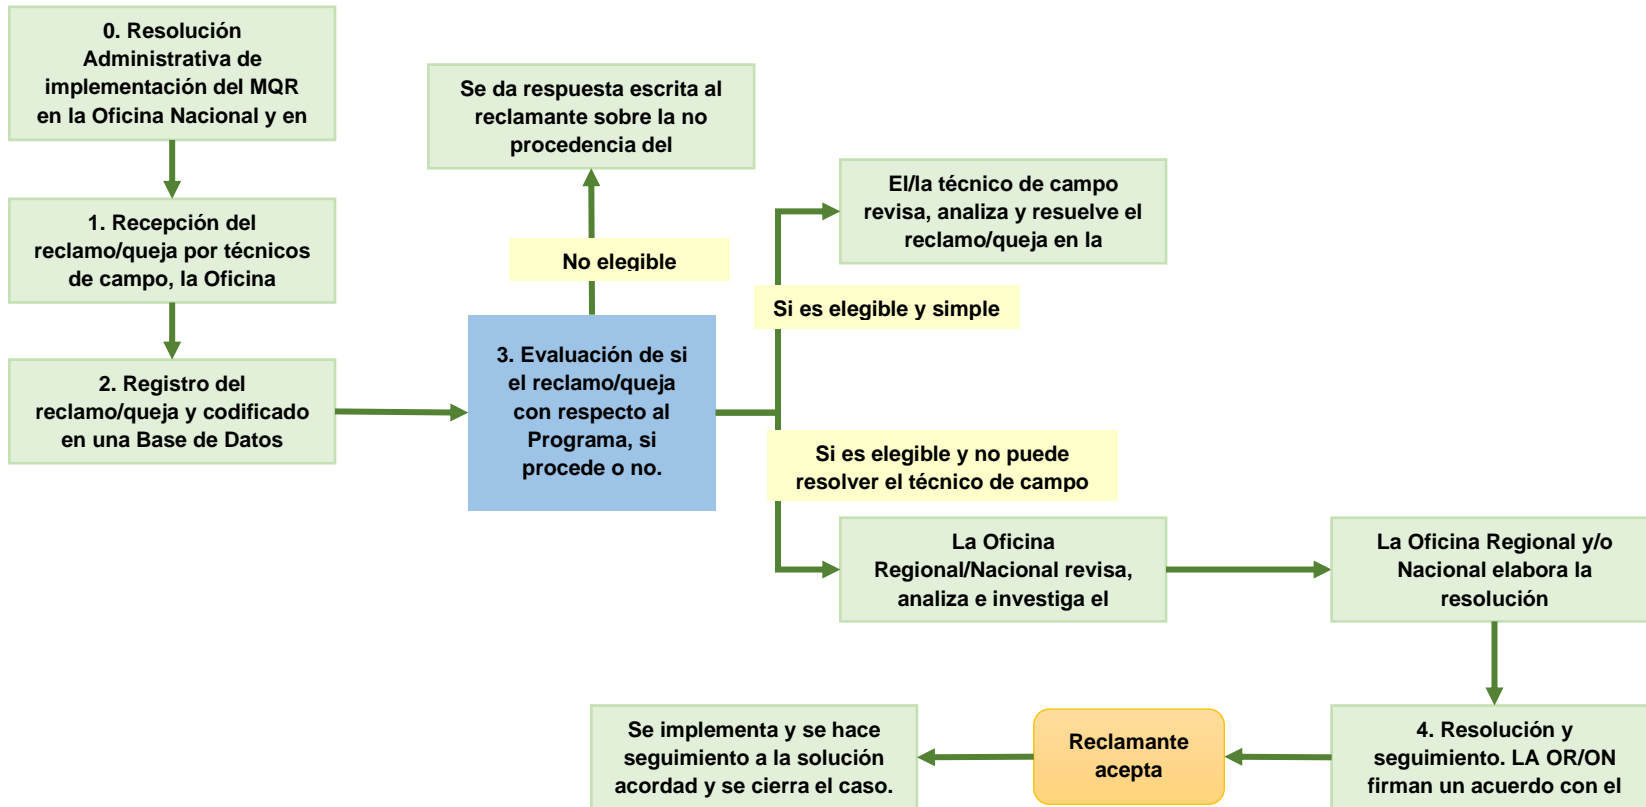 0. Resolución
Administrativa de
implementación del MQR
en la Oficina Nacional y en
Se da respuesta escrita al
reclamante sobre la no
procedencia del
El/la técnico de campo
revisa, analiza y resuelve el
reclamo/queja en la
1. Recepción del
reclamo/queja por técnicos
de campo, la Oficina
No elegible
Si es elegible y simple
2. Registro del
reclamo/queja y codificado
en una Base de Datos
3. Evaluación de si
el reclamo/queja
con respecto al
Programa, si
procede o no.
Si es elegible y no puede
resolver el técnico de campo
La Oficina
Regional/Nacional revisa,
analiza e investiga el
La Oficina Regional y/o
Nacional elabora la
resolución
Se implementa y se hace
seguimiento a la solución
acordad y se cierra el caso.
Reclamante
acepta
4. Resolución y
seguimiento. LA OR/ON
firman un acuerdo con el